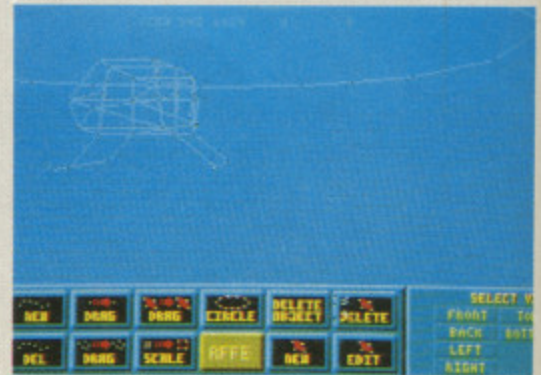 NEW DRAG DRAG CIRCLE DELETE OBJECT DELETE
DEL DRAG SCALE NEW EDIT
SELECT
FRONT
BACK
LEFT
RIGHT